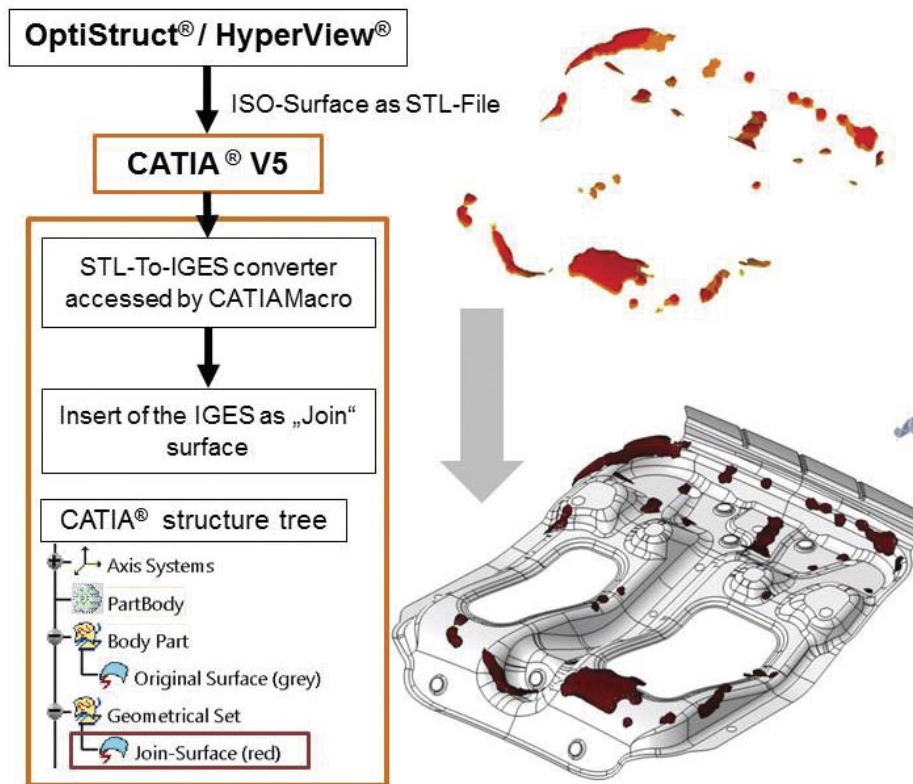 OptiStruct® / HyperView®
ISO-Surface as STL-File
CATIA ® V5
STL-To-IGES converter
accessed by CATIAMacro
Insert of the IGES as „Join“
surface
CATIA® structure tree
Axis Systems
PartBody
Body Part
Original Surface (grey)
Geometrical Set
Join-Surface (red)